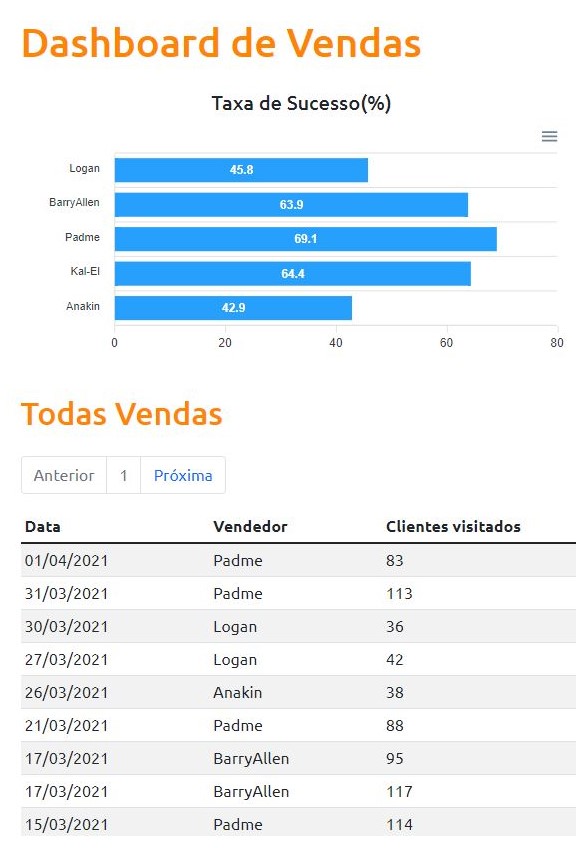 Dashboard de Vendas
Taxa de Sucesso(%)
Logan 45.8
BarryAllen 63.9
Padme 69.1
Kal-El 64.4
Anakin 42.9
0 20 40 60 80
Todas Vendas
Anterior 1 Próxima
Data Vendedor Clientes visitados
01/04/2021 Padme 83
31/03/2021 Padme 113
30/03/2021 Logan 36
27/03/2021 Logan 42
26/03/2021 Anakin 38
21/03/2021 Padme 88
17/03/2021 BarryAllen 95
17/03/2021 BarryAllen 117
15/03/2021 Padme 114